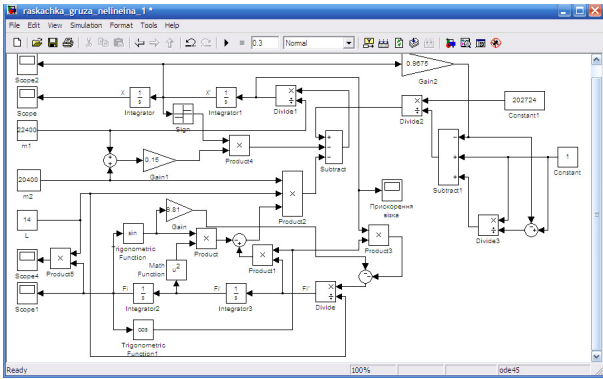 raskachka_gruza_nelineina_1 *
File Edit View Simulation Format Tools Help
0.3
Normal
Scope2
0.9675
Gain2
Scope
X
1
s
Integrator
X'
1
s
Integrator1
Sign
Divide1
Divide2
202724
Constant1
22400
m1
0.15
Gain1
Product4
Subtract
Subtract1
1
Constant
20400
m2
Product2
Прискорення
візка
14
L
sin
Trigonometric
Function
9.81
Gain
Product
Product3
Divide3
Scope4
Product5
Math
Function
u²
Product1
Scope1
Fi
1
s
Integrator2
Fi'
1
s
Integrator3
Fi''
Divide
cos
Trigonometric
Function1
Ready
100%
ode45